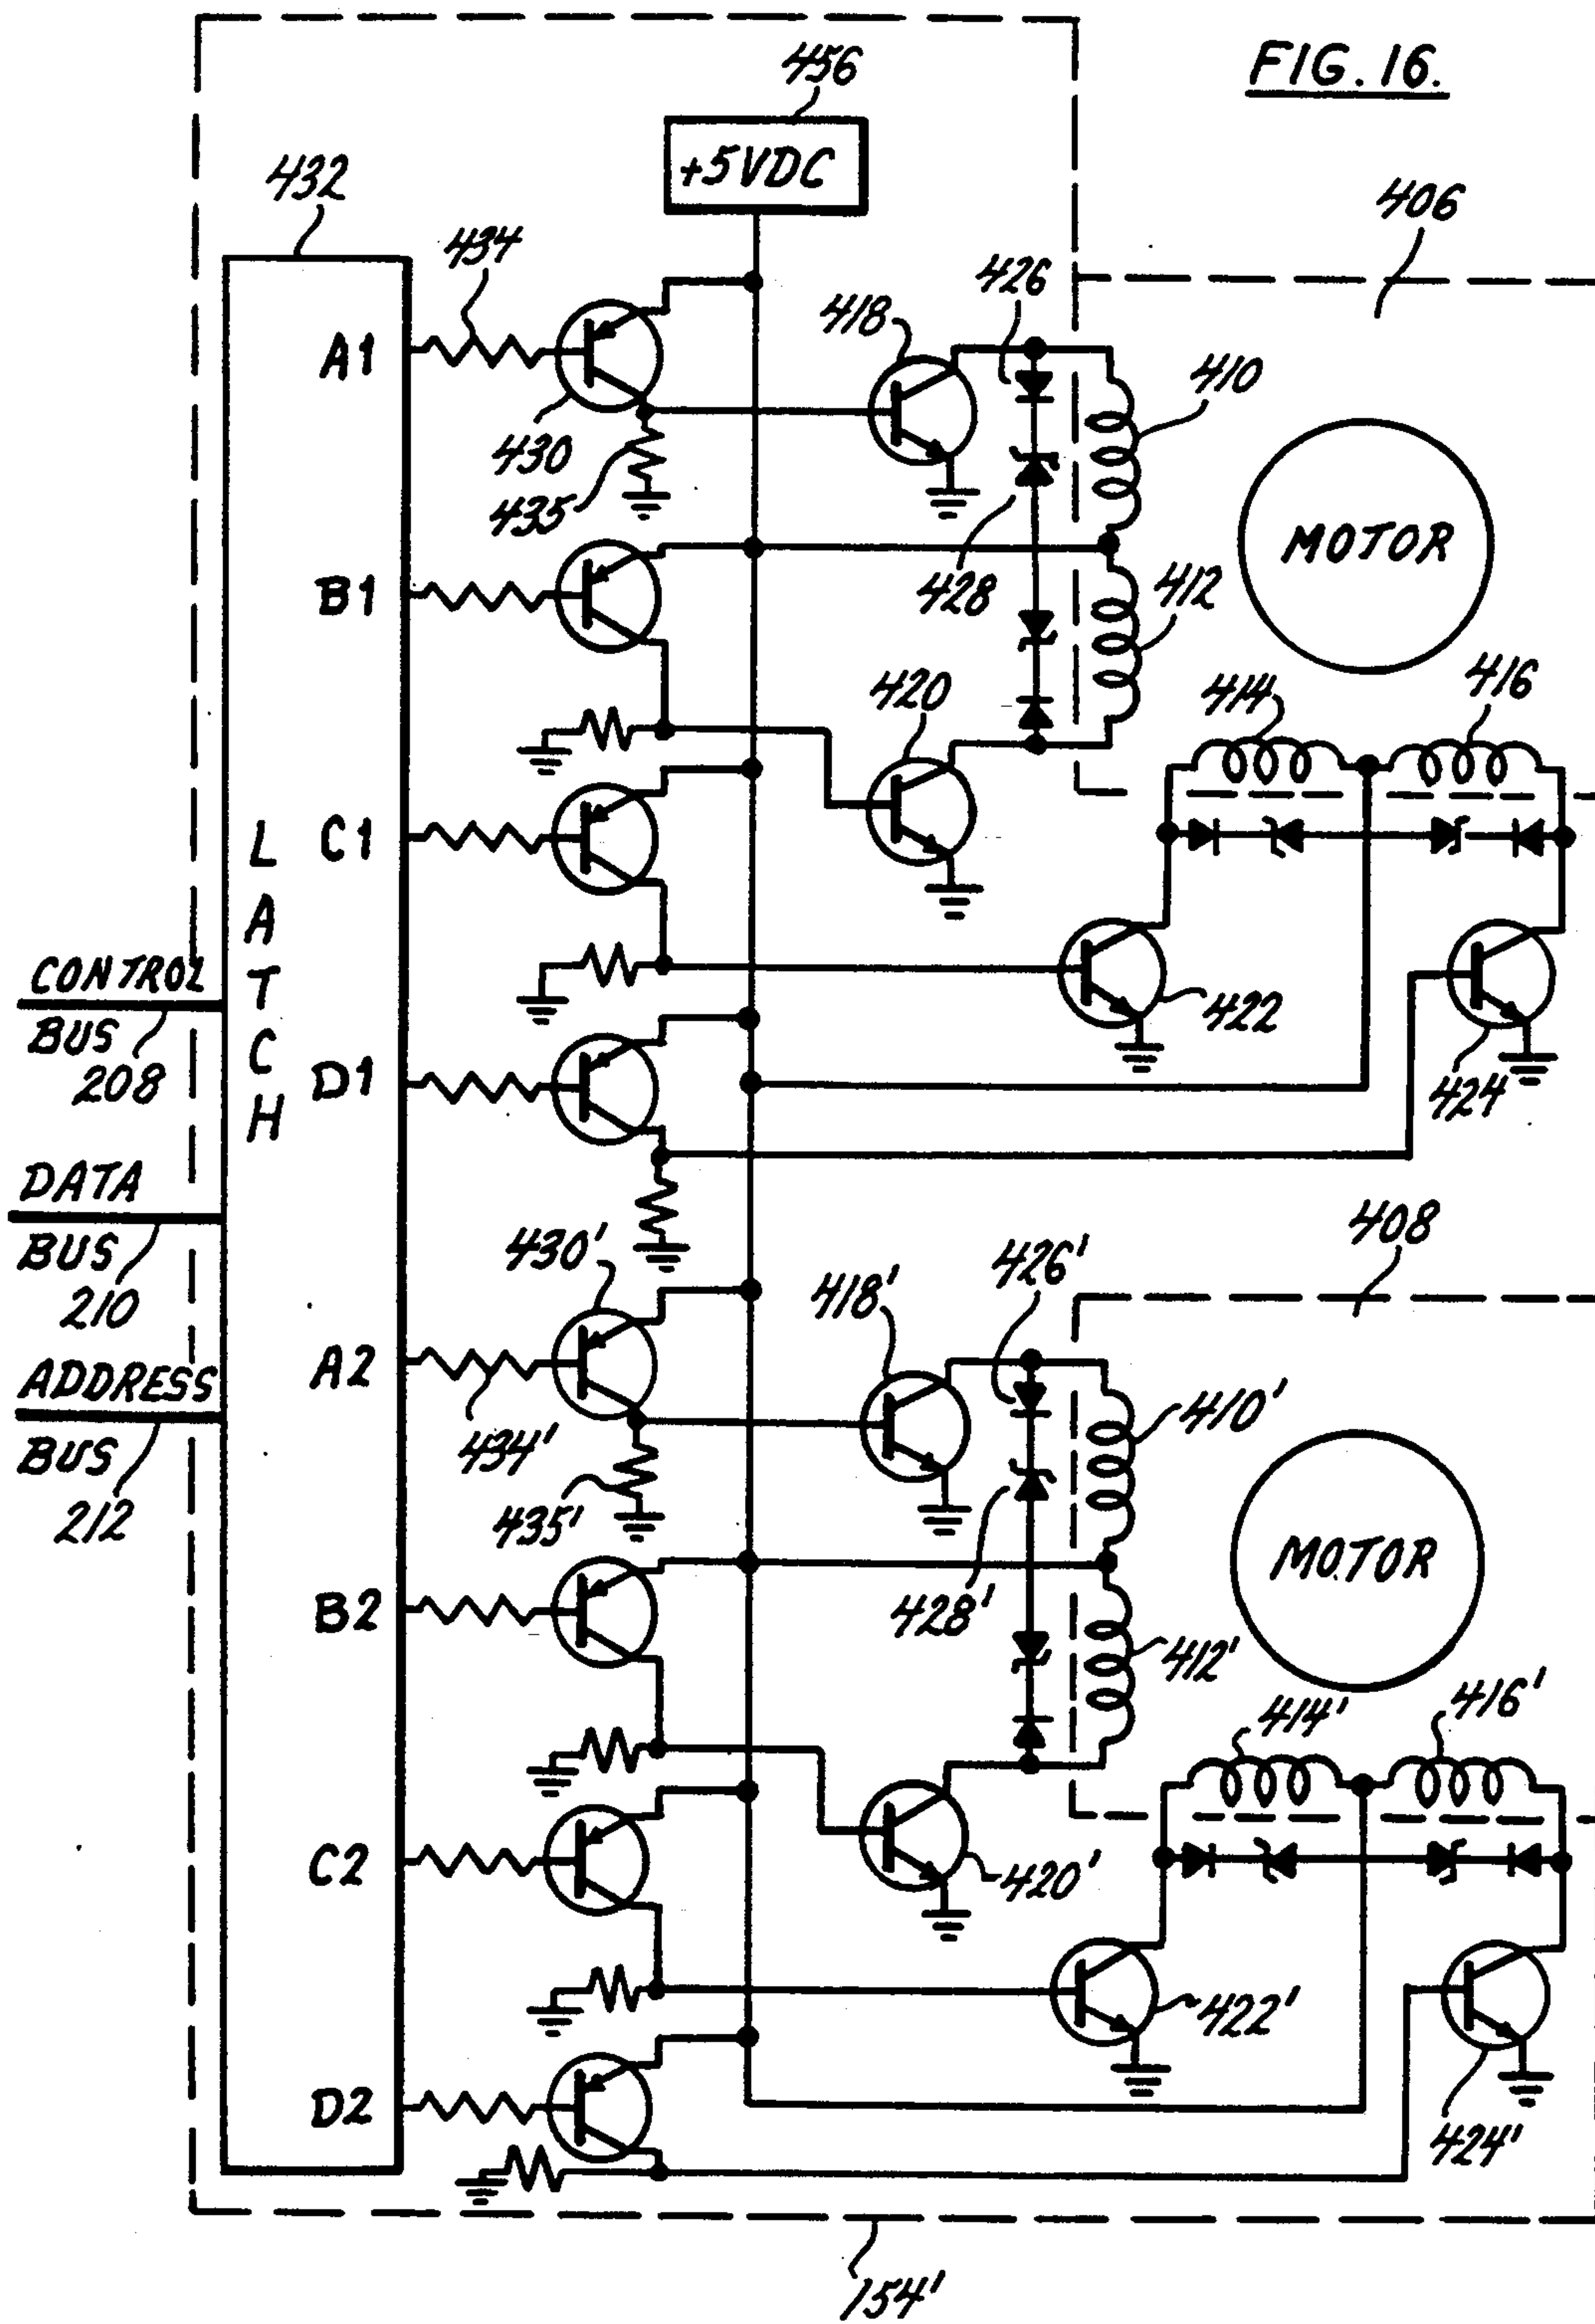 FIG. 16.
456
+5VDC
432
434
406
A1
418
426
410
430
435
MOTOR
B1
428
412
420
414
416
C1
LATCH
CONTROL
BUS
208
422
424
D1
DATA
BUS
210
430'
408
418'
426'
A2
410'
ADDRESS
BUS
212
434'
435'
MOTOR
B2
428'
412'
414'
416'
C2
420'
422'
D2
424'
154'